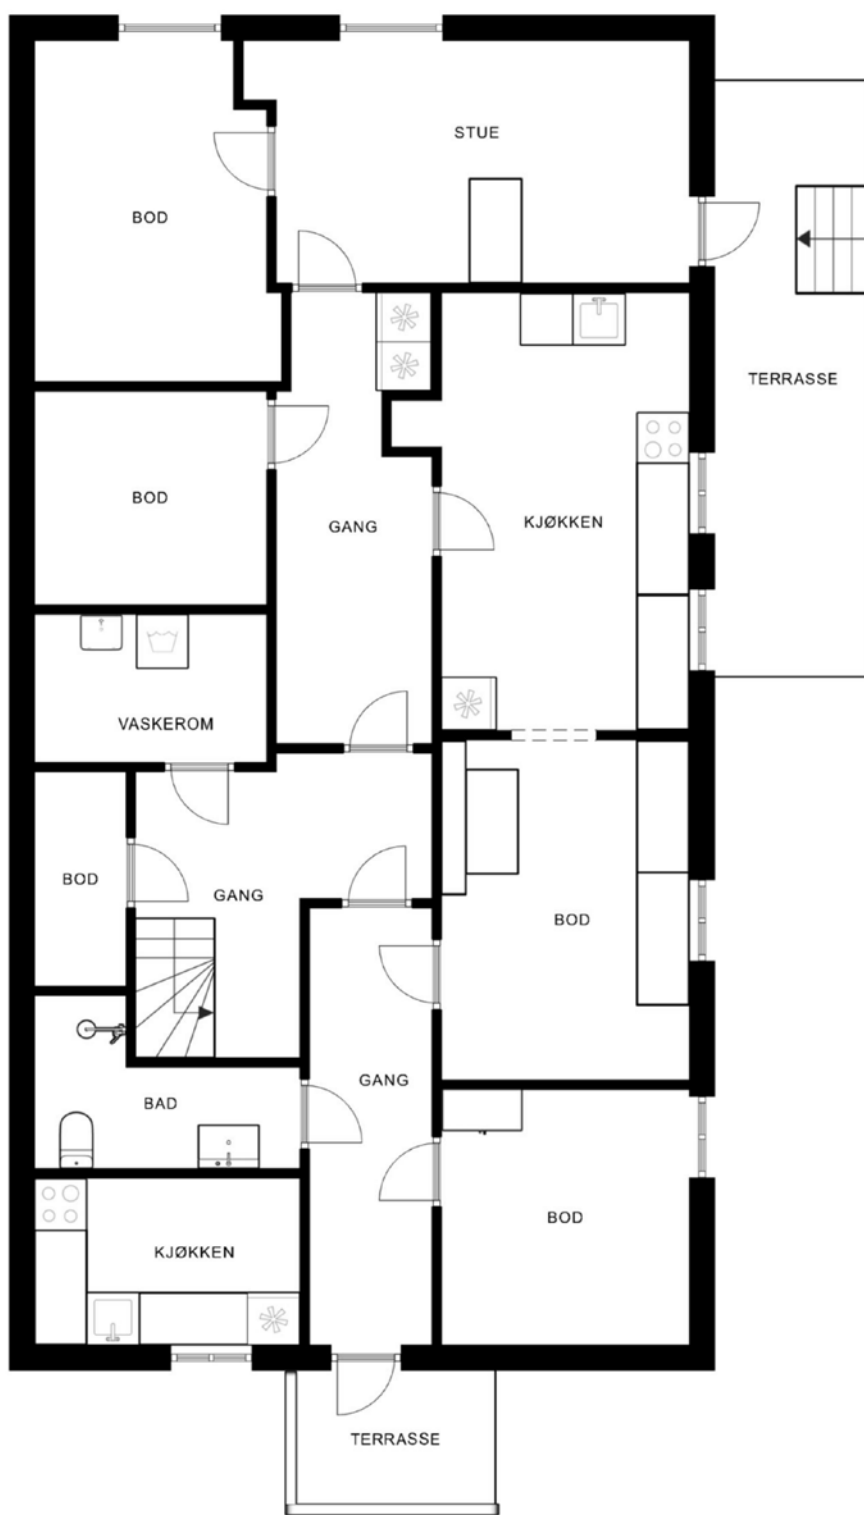 STUE
BOD
TERRASSE
BOD
KJØKKEN
GANG
VASKEROM
BOD
GANG
BOD
GANG
BAD
BOD
KJØKKEN
TERRASSE